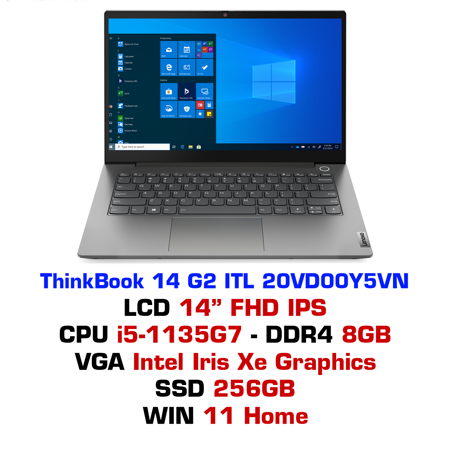 ThinkBook 14 G2 ITL 20VD00Y5VN
LCD 14” FHD IPS
CPU i5-1135G7 - DDR4 8GB
VGA Intel Iris Xe Graphics
SSD 256GB
WIN 11 Home